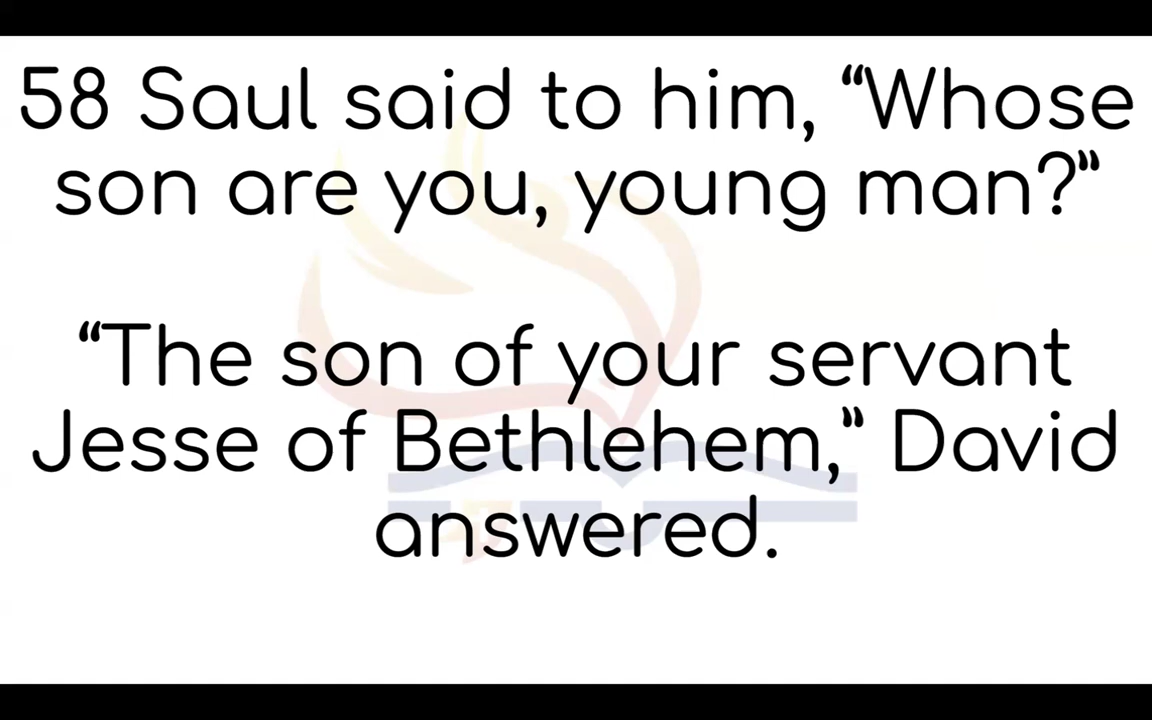 58 Saul said to him, “Whose
son are you, young man?”
“The son of your servant
Jesse of Bethlehem,” David
answered.